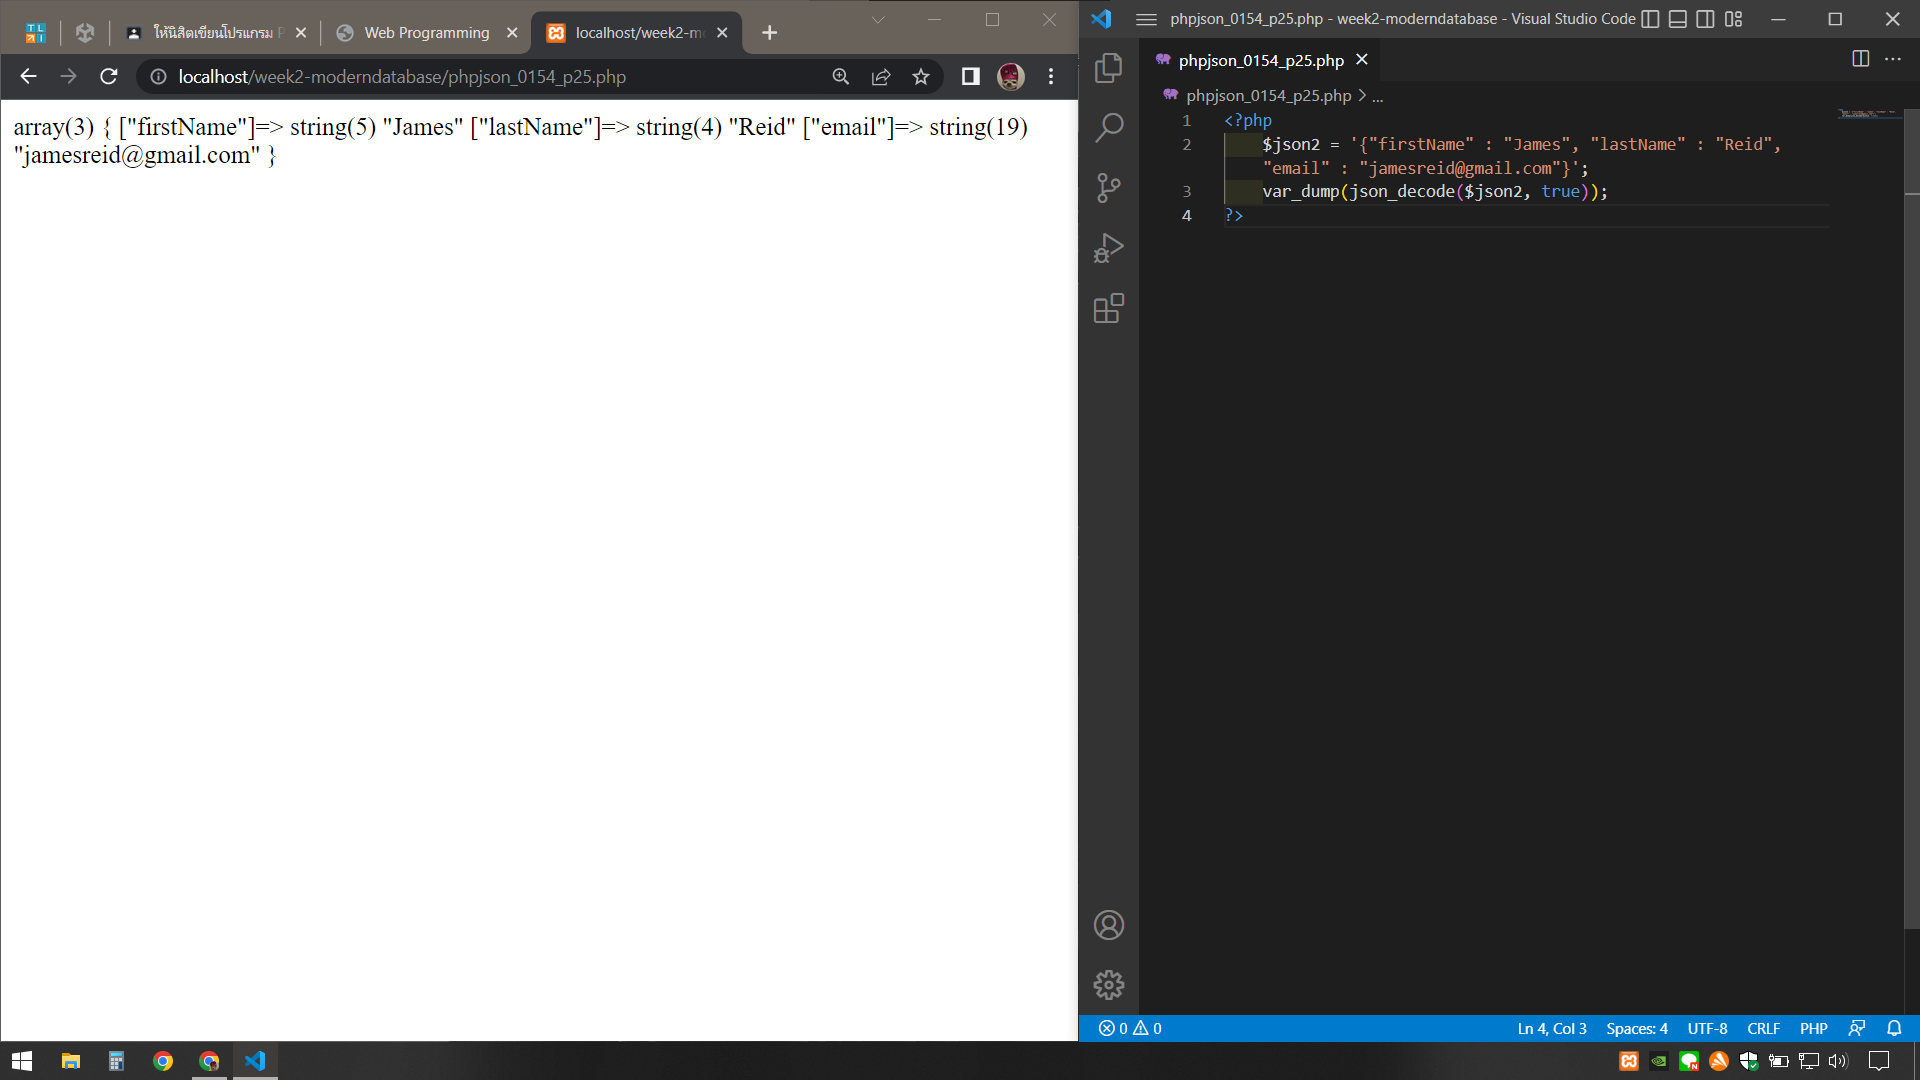 ให้นิสิตเขียนโปรแกรม P
Web Programming
localhost/week2-mo
localhost/week2-moderndatabase/phpjson_0154_p25.php
array(3) { ["firstName"]=> string(5) "James" ["lastName"]=> string(4) "Reid" ["email"]=> string(19)
"jamesreid@gmail.com" }
phpjson_0154_p25.php - week2-moderndatabase - Visual Studio Code
phpjson_0154_p25.php
phpjson_0154_p25.php > ...
1 <?php
2 $json2 = '{"firstName" : "James", "lastName" : "Reid",
"email" : "jamesreid@gmail.com"}';
3 var_dump(json_decode($json2, true));
4 ?>
0 0
Ln 4, Col 3 Spaces: 4 UTF-8 CRLF PHP